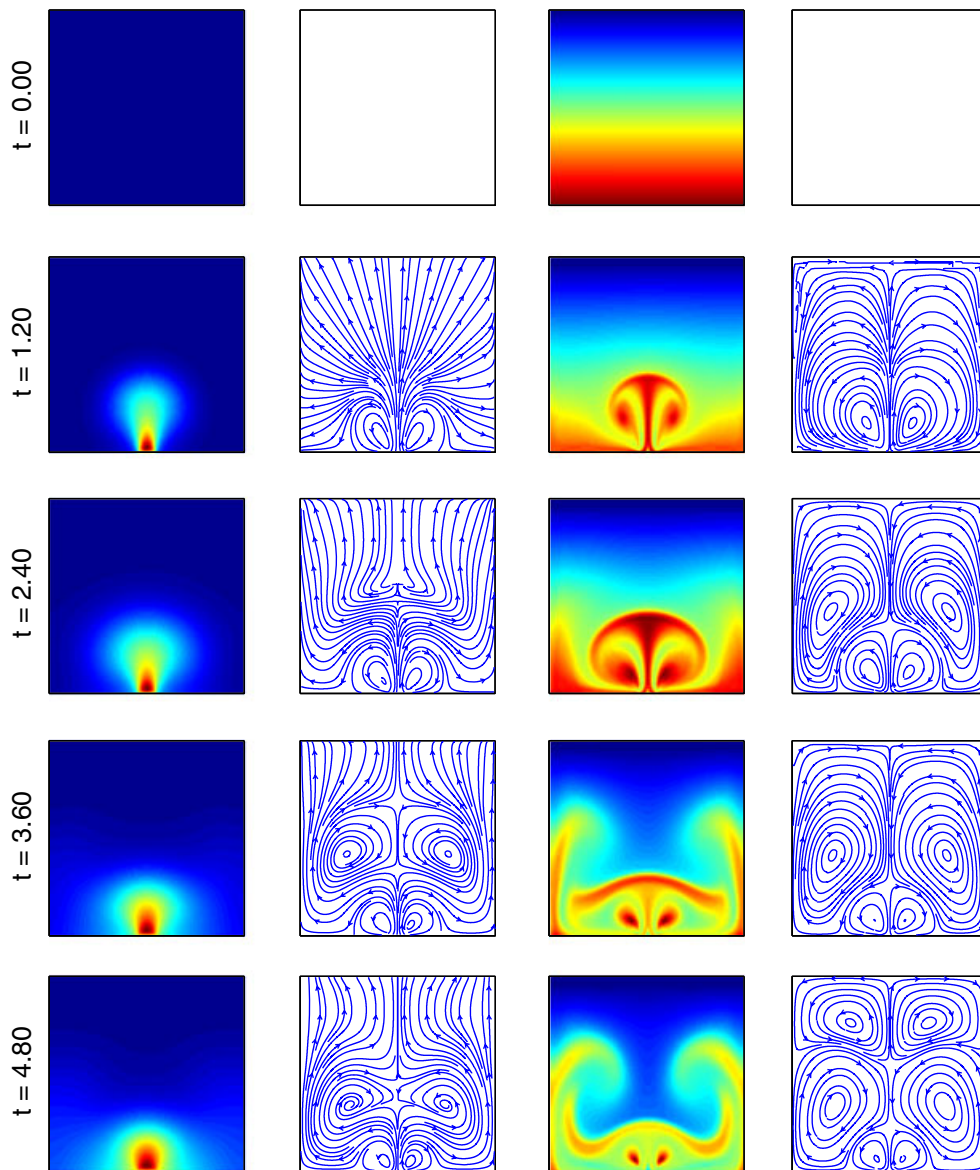 t = 0.00
t = 1.20
t = 2.40
t = 3.60
t = 4.80